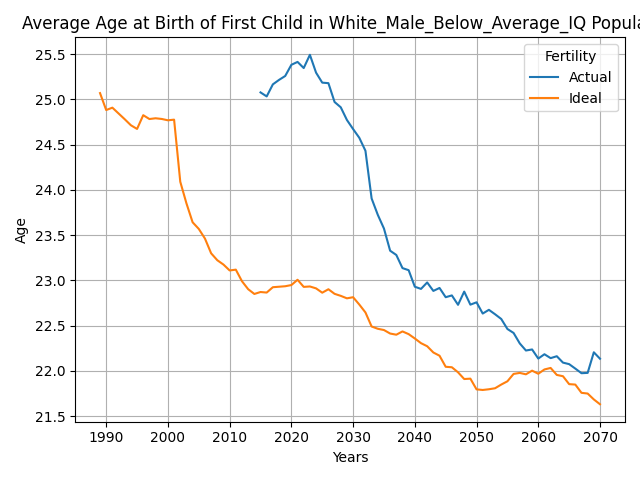 Average Age at Birth of First Child in White_Male_Below_Average_IQ Popula
Fertility
Actual
Ideal
25.5
25.0
24.5
24.0
23.5
23.0
22.5
22.0
21.5
Age
1990 2000 2010 2020 2030 2040 2050 2060 2070
Years